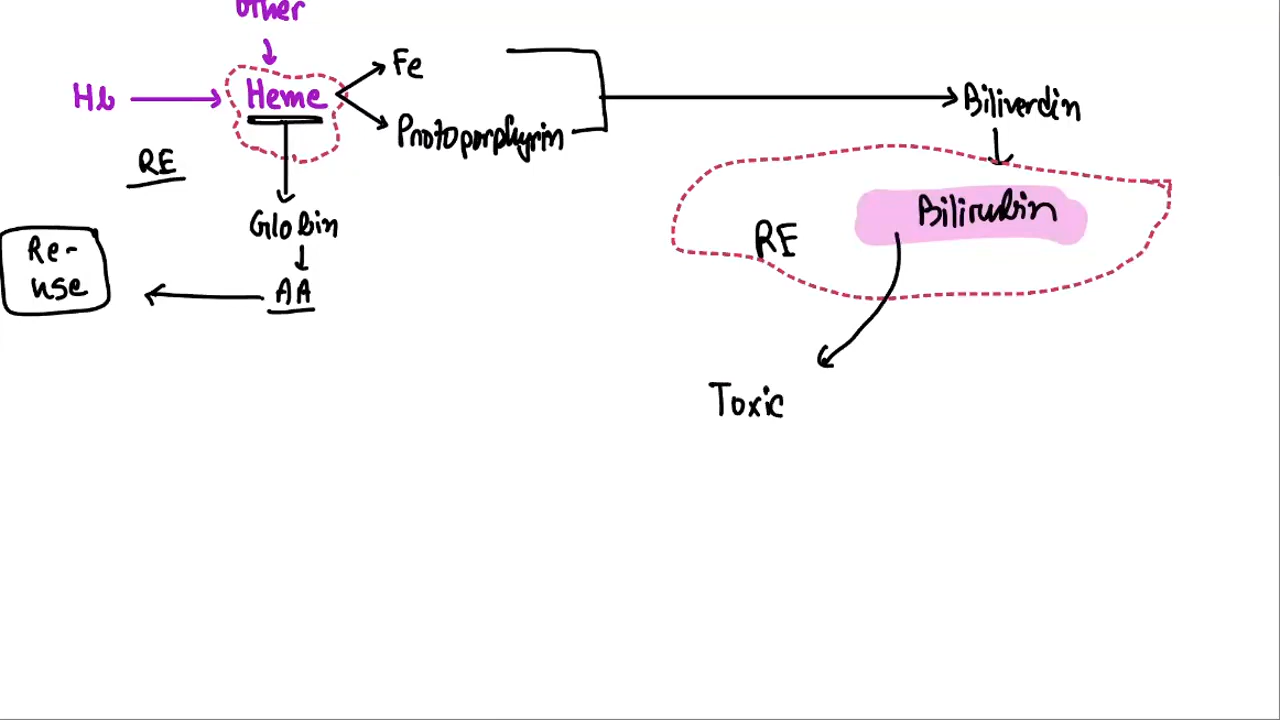 other
Hb
Heme
Fe
Protoporphyrin
Biliverdin
RE
Globin
AA
Re-
use
Bilirubin
RE
Toxic